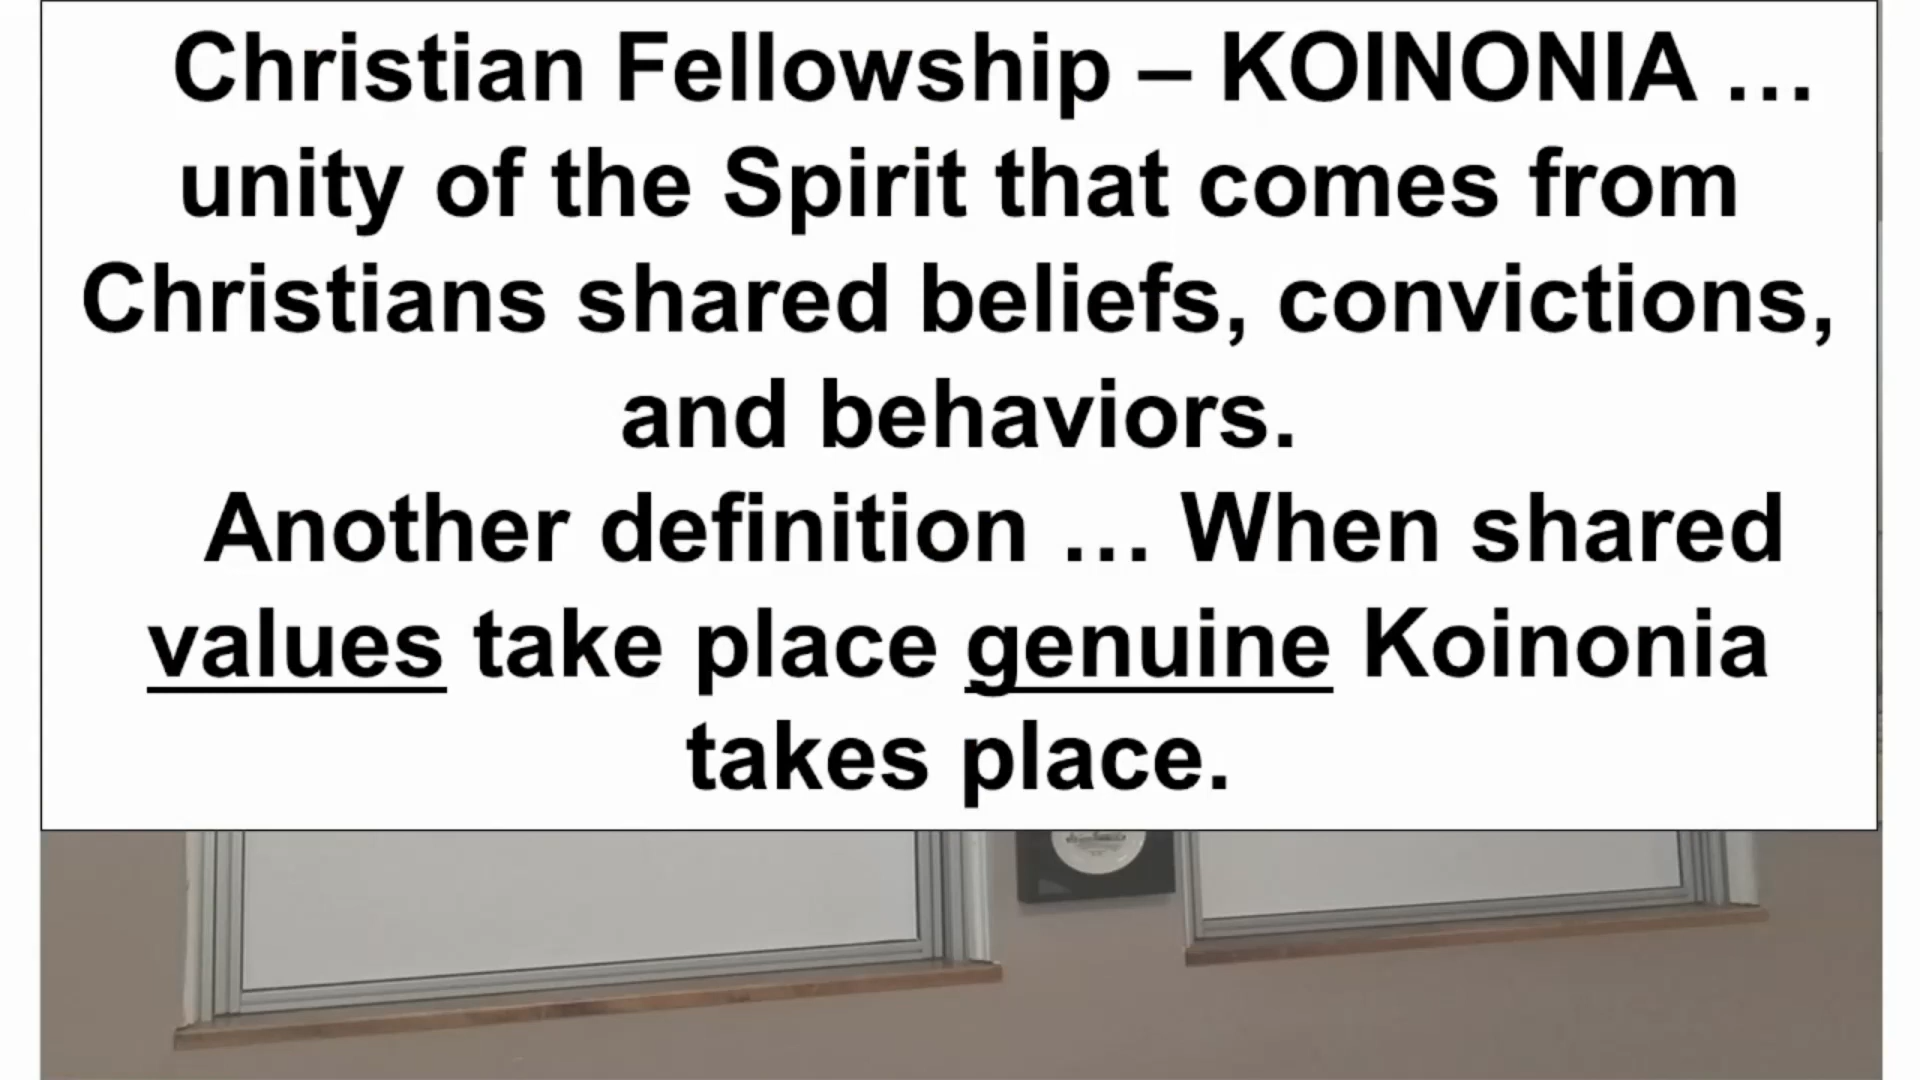 Christian Fellowship – KOINONIA …
unity of the Spirit that comes from
Christians shared beliefs, convictions,
and behaviors.
Another definition … When shared
values take place genuine Koinonia
takes place.